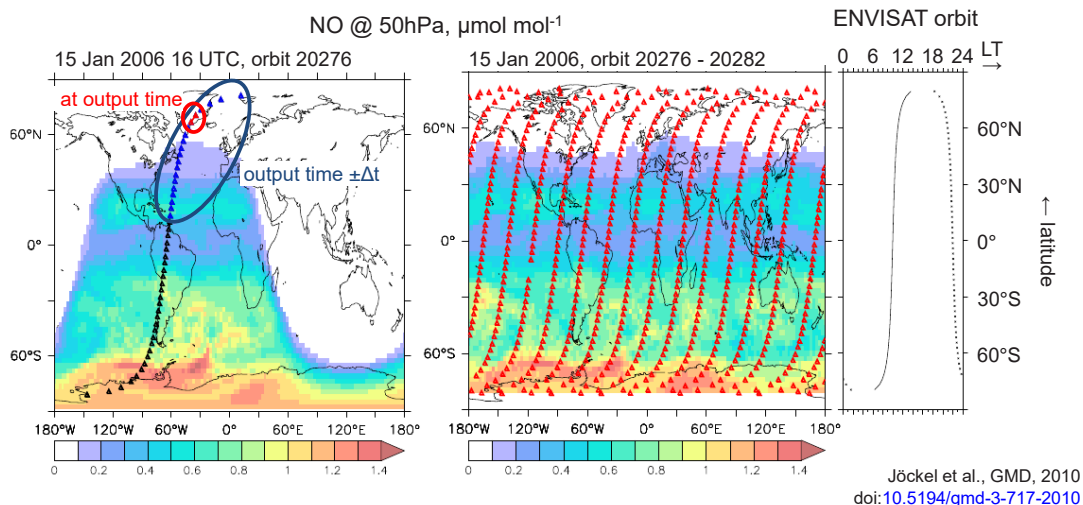 NO @ 50hPa, µmol mol-1
ENVISAT orbit
15 Jan 2006 16 UTC, orbit 20276
15 Jan 2006, orbit 20276 - 20282
0 6 12 18 24 LT
→
at output time
output time ±Δt
60°N
30°N
0°
30°S
60°S
60°N
30°N
0°
30°S
60°S
60°N
30°N
0°
30°S
60°S
← latitude
180°W 120°W 60°W 0° 60°E 120°E 180°
180°W 120°W 60°W 0° 60°E 120°E 180°
0 0.2 0.4 0.6 0.8 1 1.2 1.4
0 0.2 0.4 0.6 0.8 1 1.2 1.4
Jöckel et al., GMD, 2010
doi:10.5194/gmd-3-717-2010